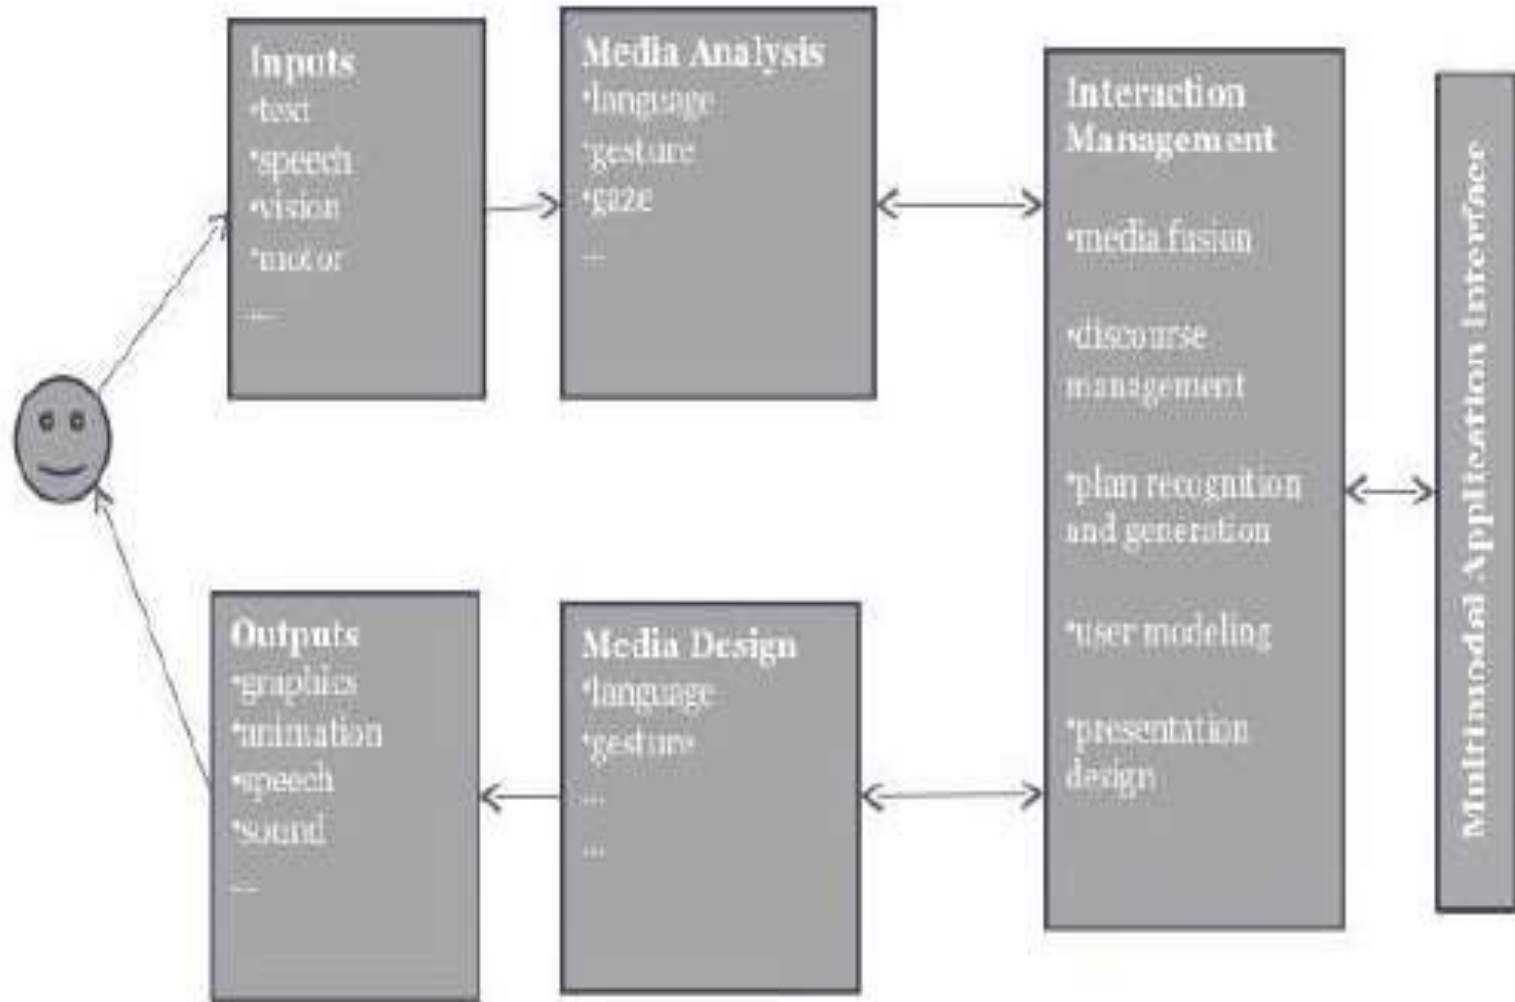 Inputs
•text
•speech
•vision
•motor
...
Media Analysis
•language
•gesture
•gaze
...
Interaction
Management
•media fusion
•discourse
management
•plan recognition
and generation
•user modeling
•presentation
design
Multimodal Application Interface
Outputs
•graphics
•animation
•speech
•sound
...
Media Design
•language
•gesture
...
...